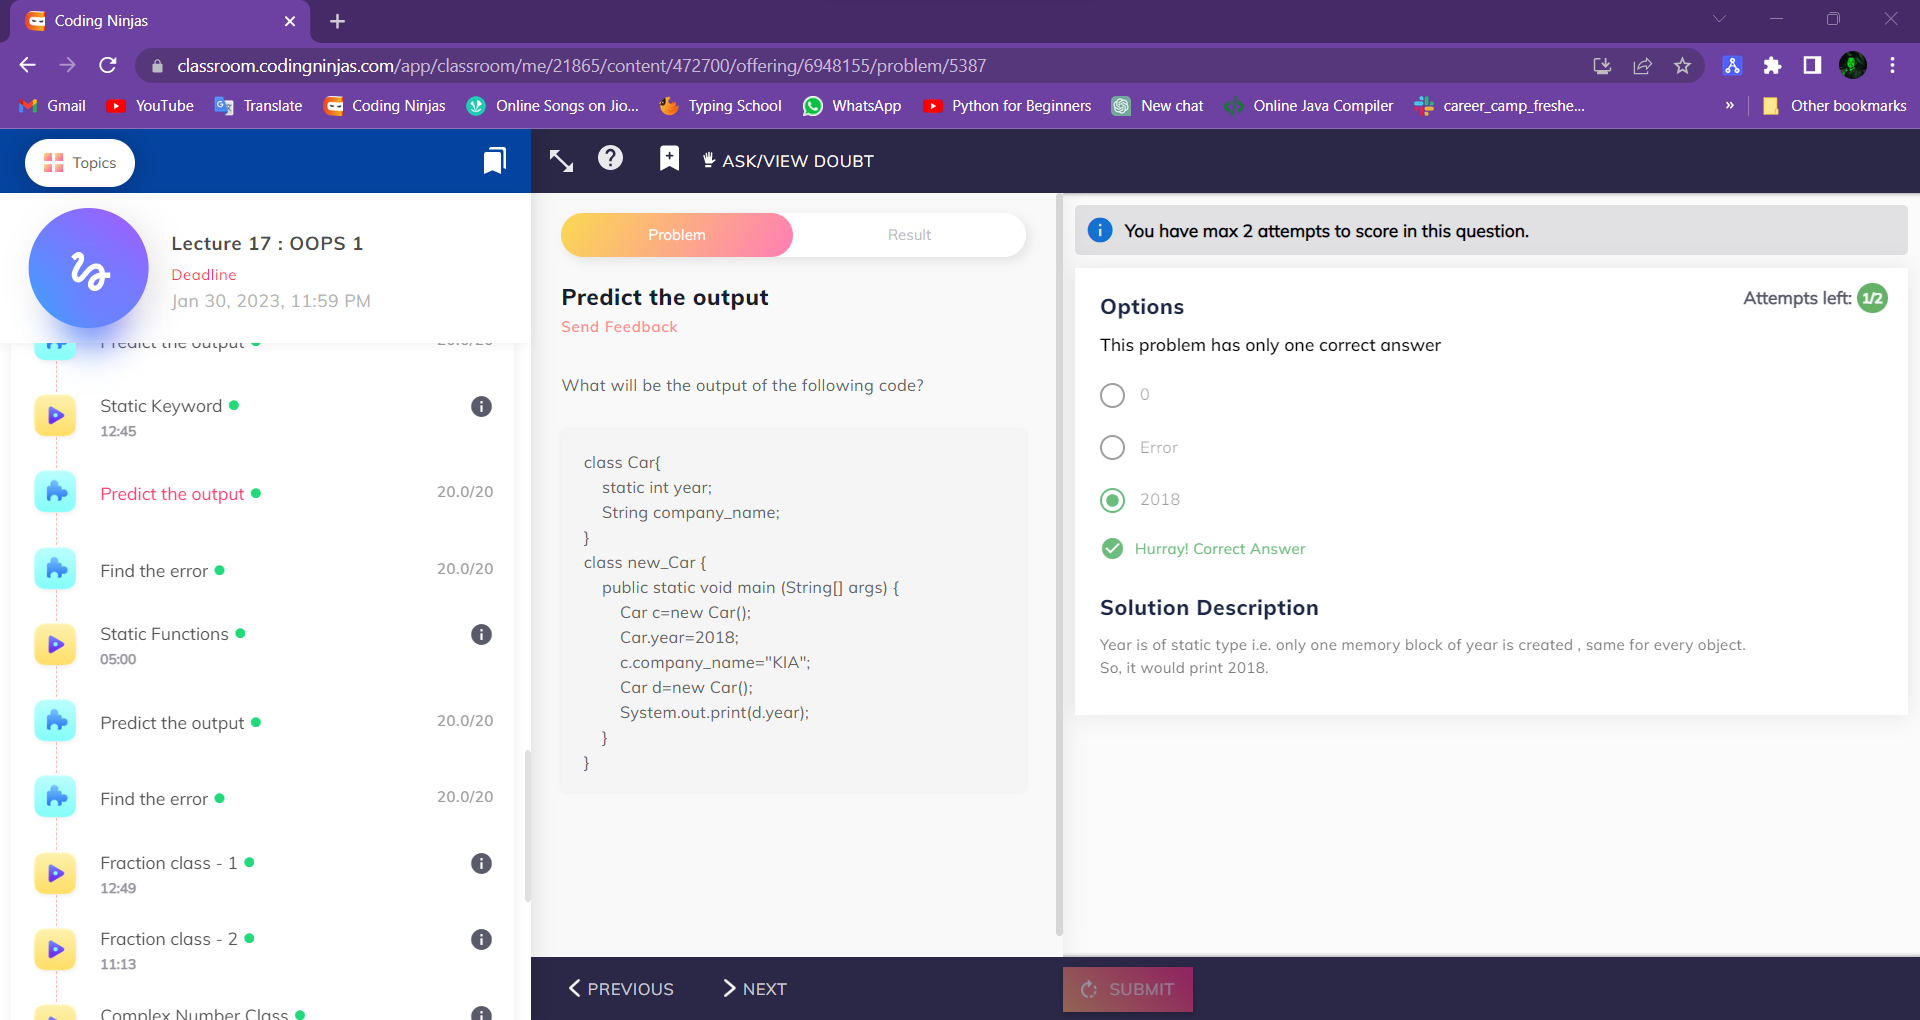 Coding Ninjas
classroom.codingninjas.com/app/classroom/me/21865/content/472700/offering/6948155/problem/5387
Gmail
YouTube
Translate
Coding Ninjas
Online Songs on Jio...
Typing School
WhatsApp
Python for Beginners
New chat
Online Java Compiler
career_camp_freshe...
»
Other bookmarks
Topics
ASK/VIEW DOUBT
Lecture 17 : OOPS 1
Deadline
Jan 30, 2023, 11:59 PM
Predict the output
20.0/20
Static Keyword
12:45
Predict the output
20.0/20
Find the error
20.0/20
Static Functions
05:00
Predict the output
20.0/20
Find the error
20.0/20
Fraction class - 1
12:49
Fraction class - 2
11:13
Complex Number Class
Problem
Result
Predict the output
Send Feedback
What will be the output of the following code?
class Car{
static int year;
String company_name;
}
class new_Car {
public static void main (String[] args) {
Car c=new Car();
Car.year=2018;
c.company_name="KIA";
Car d=new Car();
System.out.print(d.year);
}
}
PREVIOUS
NEXT
You have max 2 attempts to score in this question.
Options
Attempts left: 1/2
This problem has only one correct answer
0
Error
2018
Hurray! Correct Answer
Solution Description
Year is of static type i.e. only one memory block of year is created , same for every object.
So, it would print 2018.
SUBMIT